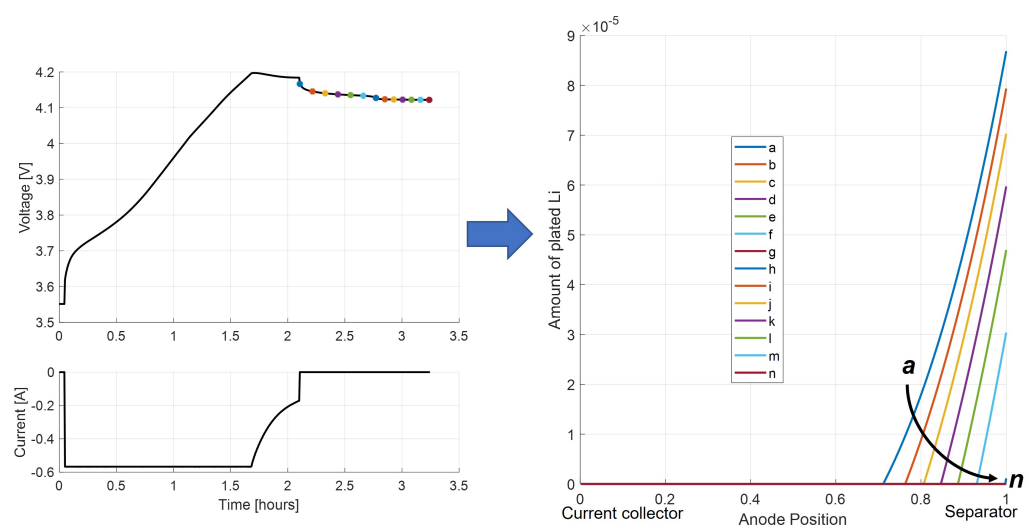 4.2
4.1
4
3.9
3.8
3.7
3.6
3.5
Voltage [V]
0 0.5 1 1.5 2 2.5 3 3.5
0
-0.2
-0.4
-0.6
Current [A]
0 0.5 1 1.5 2 2.5 3 3.5
Time [hours]
×10-5
9
8
7
6
5
4
3
2
1
0
Amount of plated Li
a
b
c
d
e
f
g
h
i
j
k
l
m
n
a
n
0 0.2 0.4 0.6 0.8 1
Current collector
Anode Position
Separator